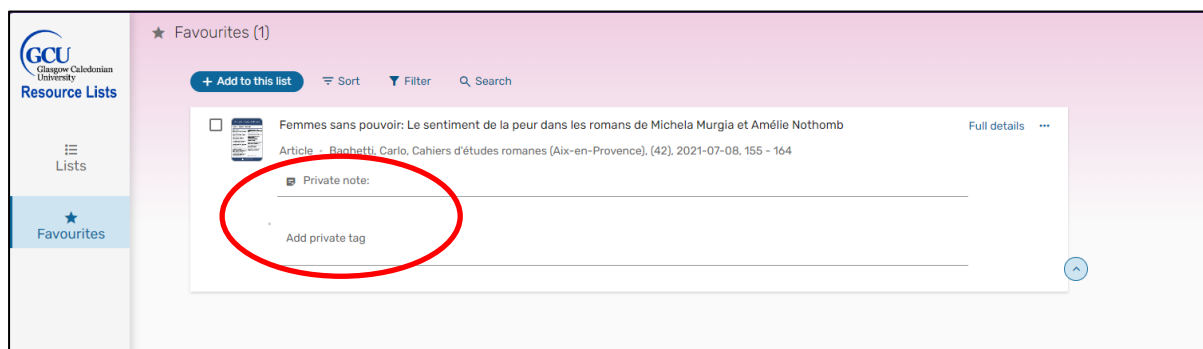 GCU
Glasgow Caledonian
University
Resource Lists
Lists
Favourites
Favourites (1)
+ Add to this list
Sort
Filter
Search
Femmes sans pouvoir: Le sentiment de la peur dans les romans de Michela Murgia et Amélie Nothomb
Full details ...
Article - Baghetti, Carlo, Cahiers d'études romanes (Aix-en-Provence), (42), 2021-07-08, 155 - 164
Private note:
Add private tag